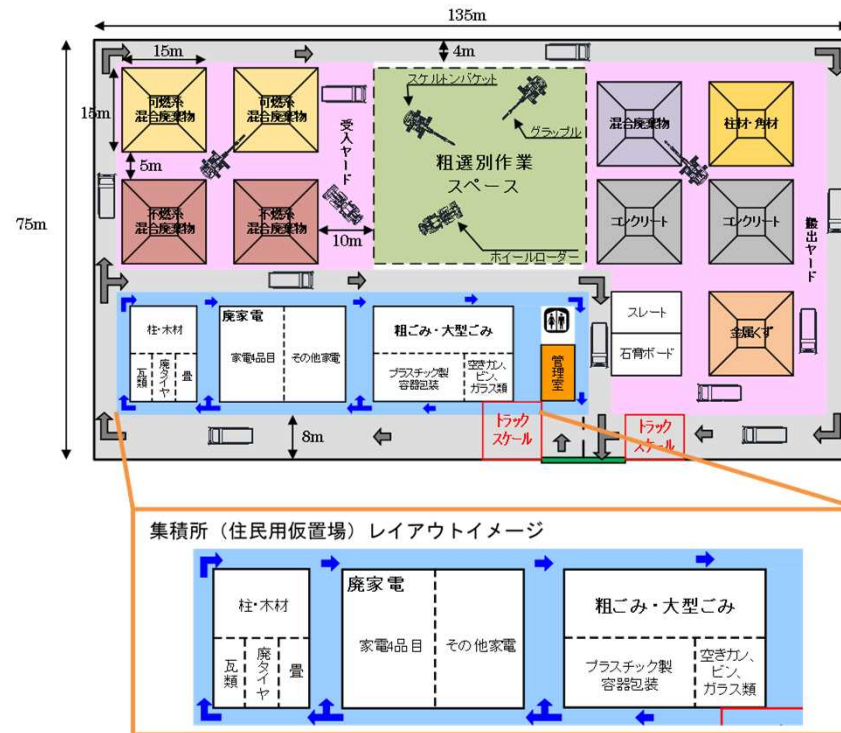 135m
75m
15m
15m
5m
4m
可燃系
混合廃棄物
可燃系
混合廃棄物
不燃系
混合廃棄物
不燃系
混合廃棄物
受入ヤード
10m
スケルトンバケット
グラップル
粗選別作業
スペース
ホイールローダー
混合廃棄物
柱材・角材
コンクリート
コンクリート
搬出ヤード
スレート
石膏ボード
金属くず
柱・木材
瓦類
廃タイヤ
畳
廃家電
家電4品目
その他家電
粗ごみ・大型ごみ
プラスチック製
容器包装
空きカン、
ビン、
ガラス類
管理室
8m
トラック
スケール
トラック
スケール
集積所（住民用仮置場）レイアウトイメージ
柱・木材
瓦類
廃タイヤ
畳
廃家電
家電4品目
その他家電
粗ごみ・大型ごみ
プラスチック製
容器包装
空きカン、
ビン、
ガラス類